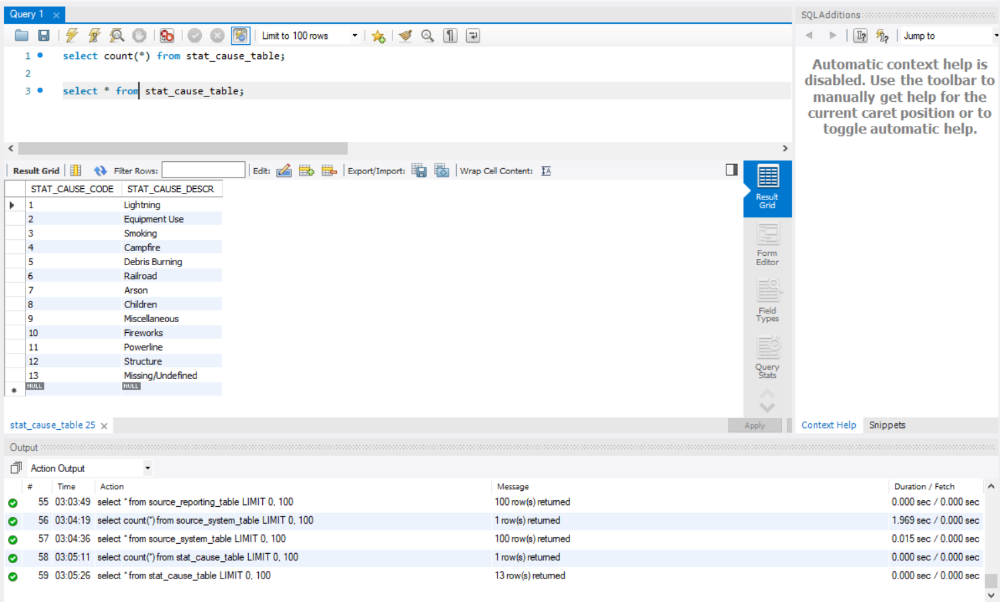 Query 1
SQLAdditions
Limit to 100 rows
Jump to
1 select count(*) from stat_cause_table;
2
3 select * from stat_cause_table;
Automatic context help is
disabled. Use the toolbar to
manually get help for the
current caret position or to
toggle automatic help.
Result Grid Filter Rows: Edit: Export/Import: Wrap Cell Content: IA
STAT_CAUSE_CODE STAT_CAUSE_DESCR
1 Lightning
2 Equipment Use
3 Smoking
4 Campfire
5 Debris Burning
6 Railroad
7 Arson
8 Children
9 Miscellaneous
10 Fireworks
11 Powerline
12 Structure
13 Missing/Undefined
NULL NULL
Result
Grid
Form
Editor
Field
Types
Query
Stats
stat_cause_table 25
Apply
Context Help Snippets
Output
Action Output
# Time Action Message Duration / Fetch
55 03:03:49 select * from source_reporting_table LIMIT 0, 100 100 row(s) returned 0.000 sec / 0.000 sec
56 03:04:19 select count(*) from source_system_table LIMIT 0, 100 1 row(s) returned 1.969 sec / 0.000 sec
57 03:04:36 select * from source_system_table LIMIT 0, 100 100 row(s) returned 0.015 sec / 0.000 sec
58 03:05:11 select count(*) from stat_cause_table LIMIT 0, 100 1 row(s) returned 0.000 sec / 0.000 sec
59 03:05:26 select * from stat_cause_table LIMIT 0, 100 13 row(s) returned 0.000 sec / 0.000 sec